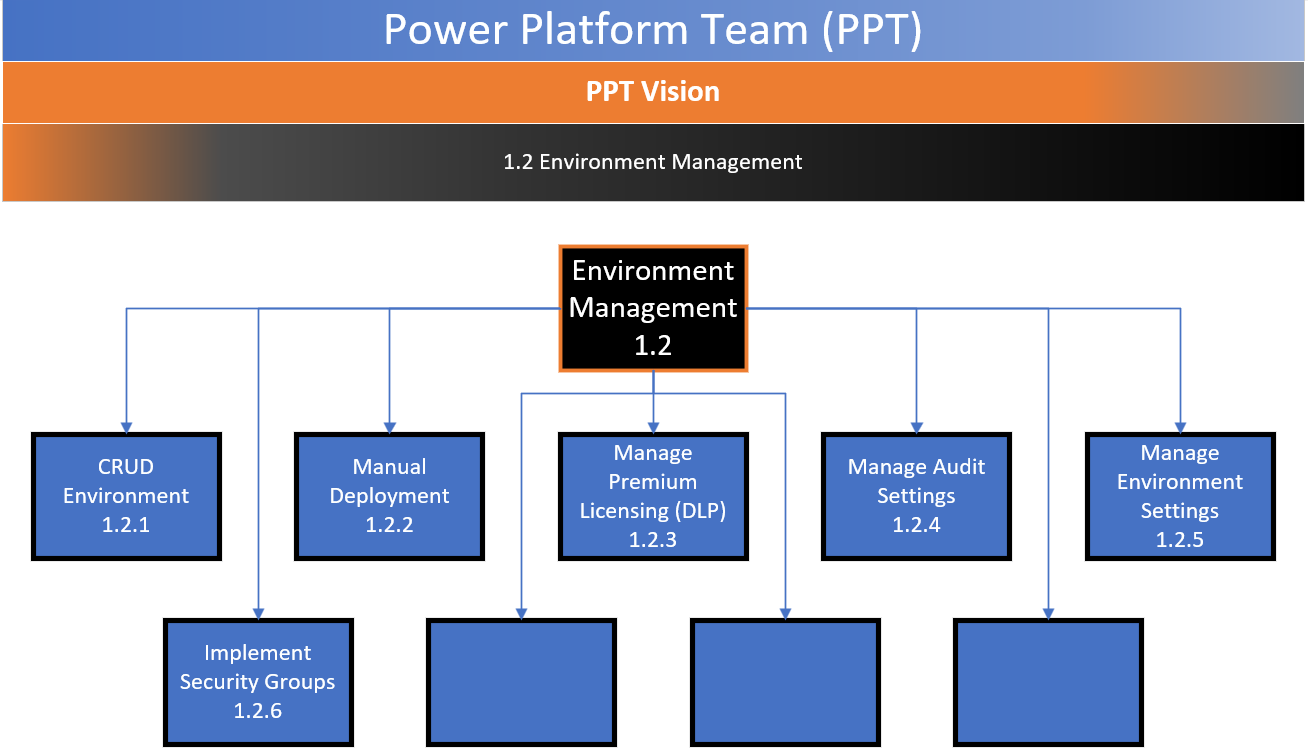 Power Platform Team (PPT)
PPT Vision
1.2 Environment Management
Environment
Management
1.2
CRUD
Environment
1.2.1
Manual
Deployment
1.2.2
Manage
Premium
Licensing (DLP)
1.2.3
Manage Audit
Settings
1.2.4
Manage
Environment
Settings
1.2.5
Implement
Security Groups
1.2.6